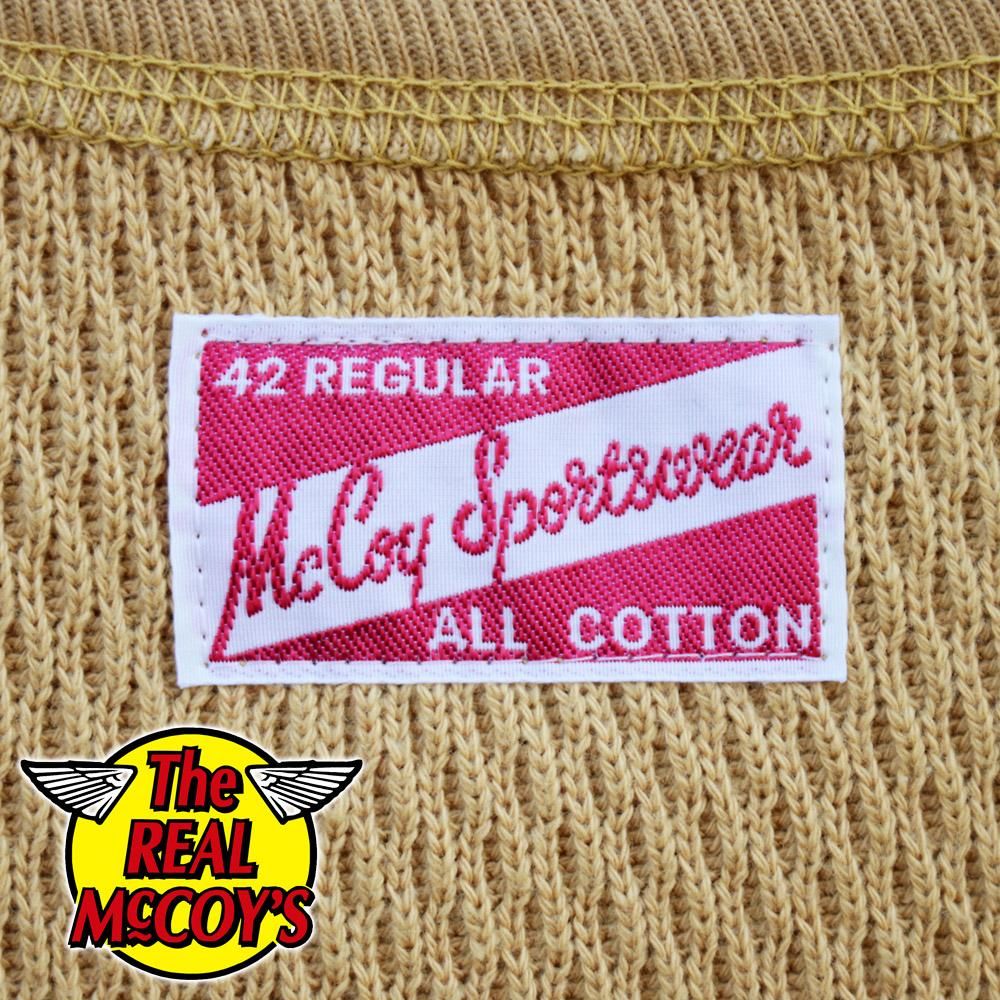 42 REGULAR
McCoy Sportswear
ALL COTTON
The
REAL
McCOY'S